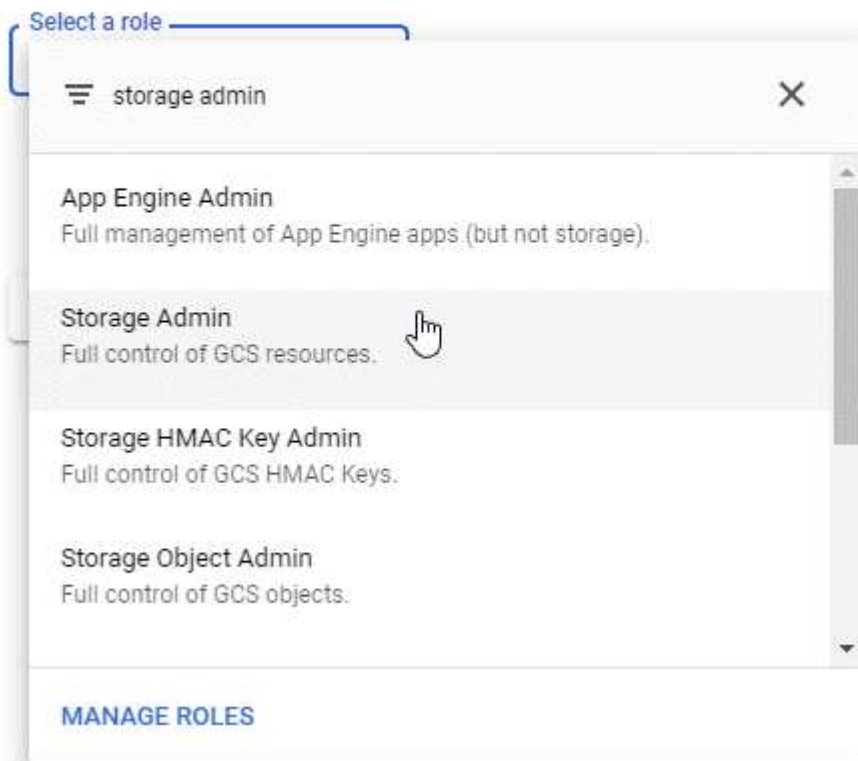 Select a role
storage admin
App Engine Admin
Full management of App Engine apps (but not storage).
Storage Admin
Full control of GCS resources.
Storage HMAC Key Admin
Full control of GCS HMAC Keys.
Storage Object Admin
Full control of GCS objects.
MANAGE ROLES